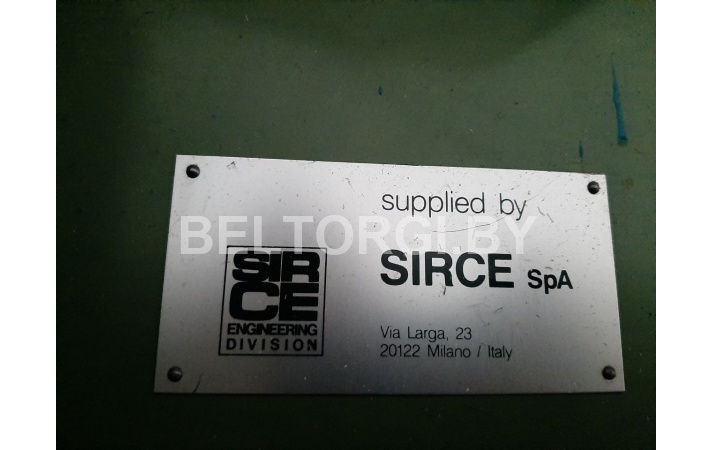 supplied by
BELTORGI.BY
SIR
CE
ENGINEERING
DIVISION
SIRCE SpA
Via Larga, 23
20122 Milano / Italy